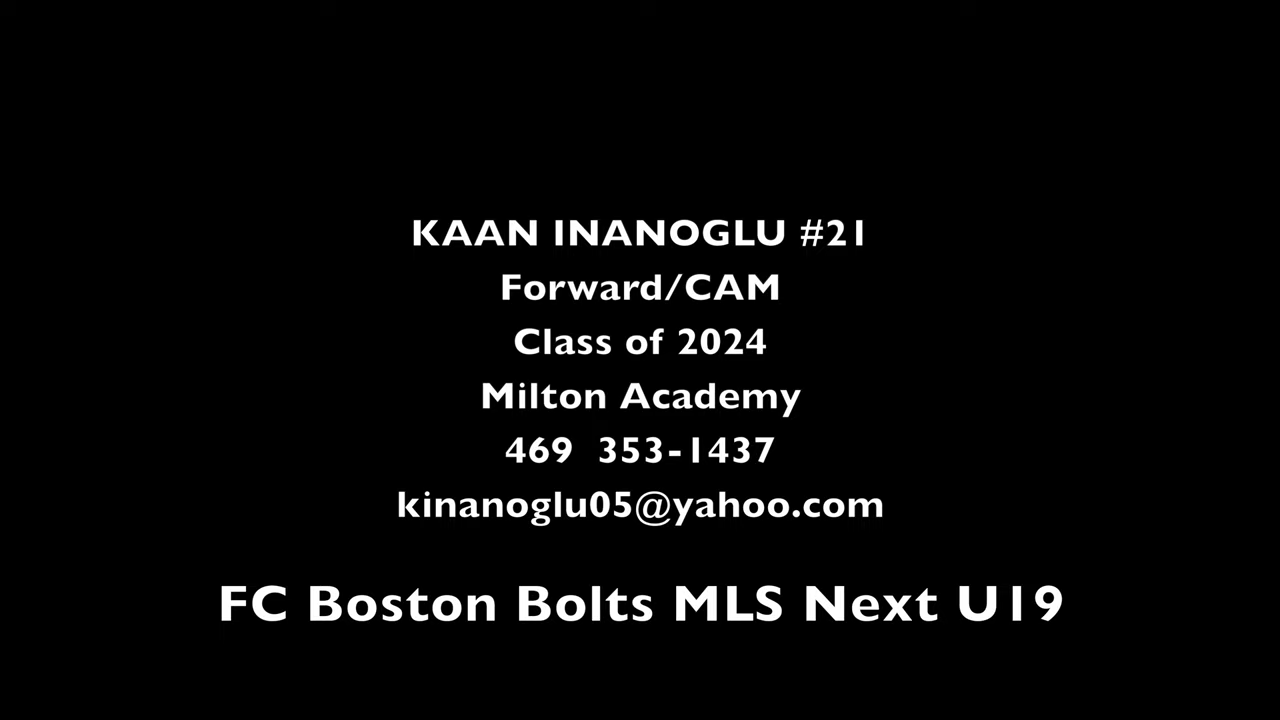 KAAN INANOGLU #21
Forward/CAM
Class of 2024
Milton Academy
469  353-1437
kinanoglu05@yahoo.com
FC Boston Bolts MLS Next U19